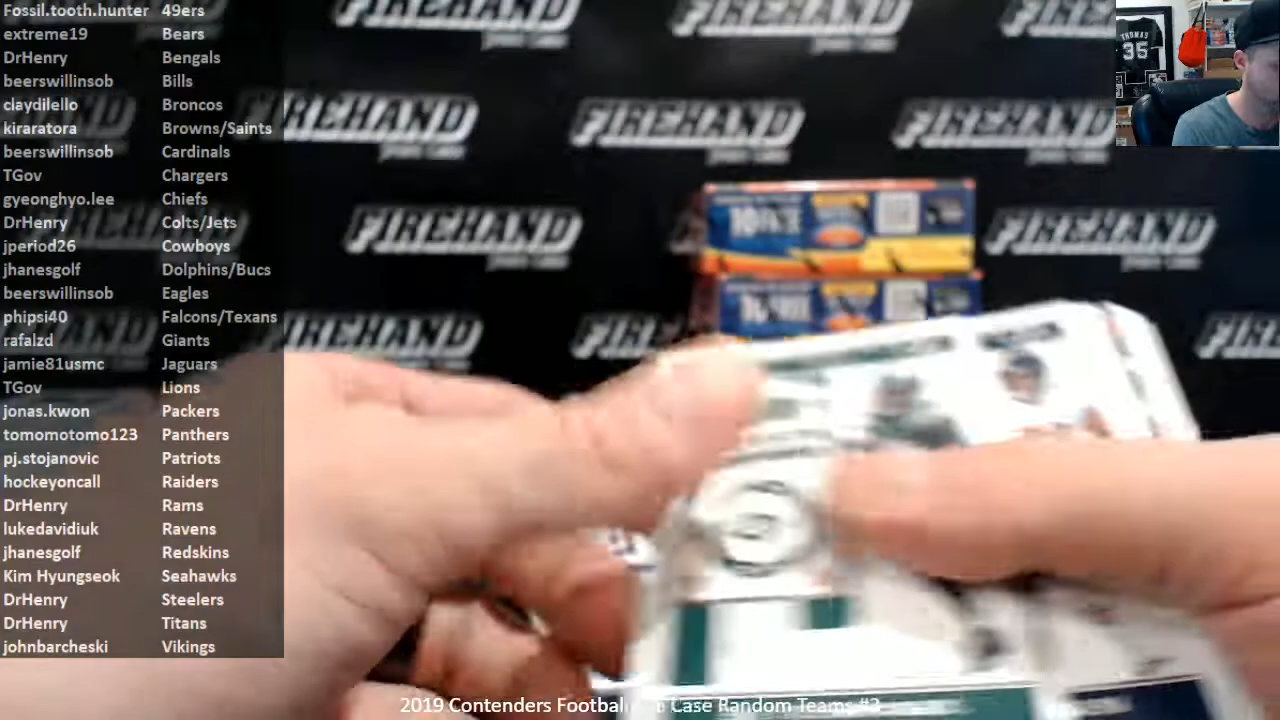 Fossil.tooth.hunter 49ers
extreme19 Bears
DrHenry Bengals
beerswillinsob Bills
claydilello Broncos
kiraratora Browns/Saints
beerswillinsob Cardinals
TGov Chargers
gyeonghyo.lee Chiefs
DrHenry Colts/Jets
jperiod26 Cowboys
jhanesgolf Dolphins/Bucs
beerswillinsob Eagles
phipsi40 Falcons/Texans
rafalzd Giants
jamie81usmc Jaguars
TGov Lions
jonas.kwon Packers
tomomotomo123 Panthers
pj.stojanovic Patriots
hockeyoncall Raiders
DrHenry Rams
lukedavidiuk Ravens
jhanesgolf Redskins
Kim Hyungseok Seahawks
DrHenry Steelers
DrHenry Titans
johnbarcheski Vikings
THOMAS
35
FIREHAND
FIREHAND
FIREHAND
FIREHAND
FIREHAND
FIREHAND
FIREHAND
FIREHAND
2019 Contenders Football Case Random Teams #3